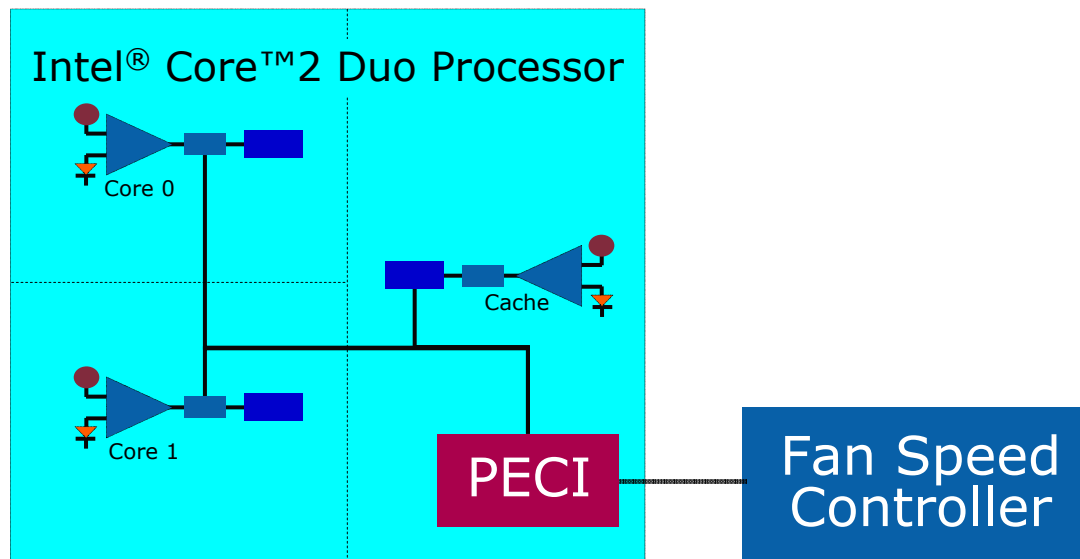 Intel® Core™2 Duo Processor
Core 0
Cache
Core 1
PECI
Fan Speed
Controller